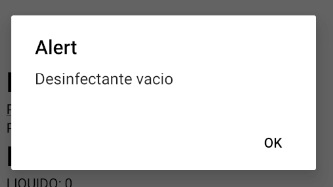 Alert
Desinfectante vacio
OK
LIQUIDO: 0